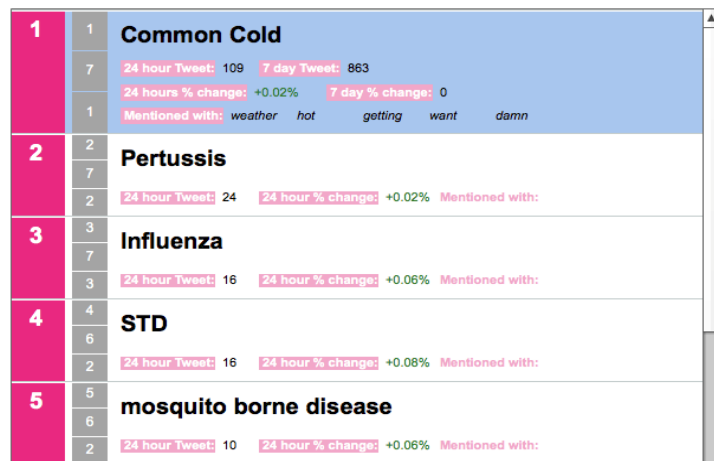 1
1
7
1
Common Cold
24 hour Tweet: 109 7 day Tweet: 863
24 hours % change: +0.02% 7 day % change: 0
Mentioned with: weather hot getting want damn
2
2
7
2
Pertussis
24 hour Tweet: 24 24 hour % change: +0.02% Mentioned with:
3
3
7
3
Influenza
24 hour Tweet: 16 24 hour % change: +0.06% Mentioned with:
4
4
6
2
STD
24 hour Tweet: 16 24 hour % change: +0.08% Mentioned with:
5
5
6
2
mosquito borne disease
24 hour Tweet: 10 24 hour % change: +0.06% Mentioned with: